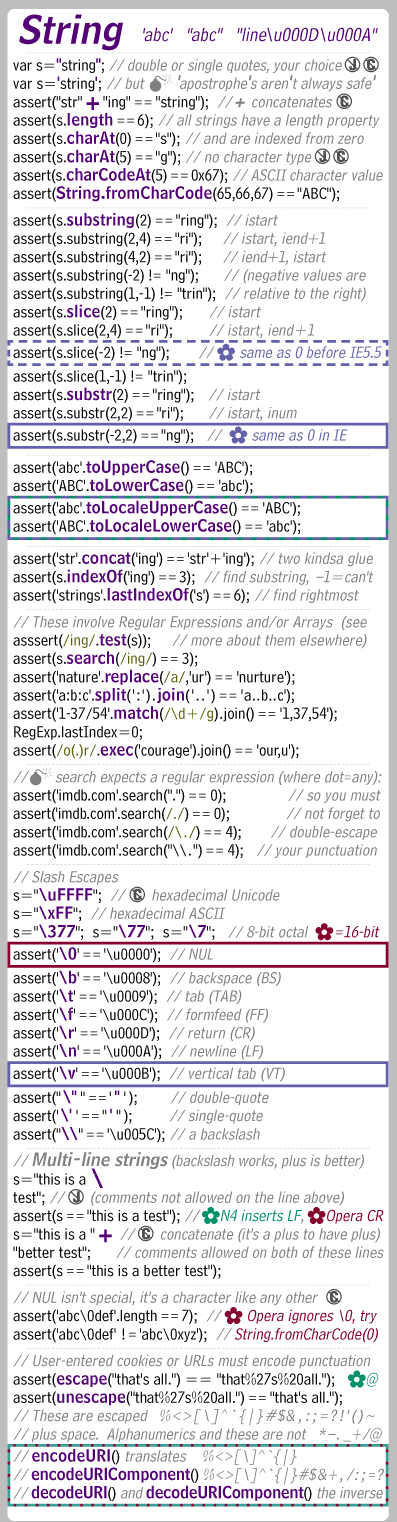 String 'abc' "abc" "line\u000D\u000A"
var s="string"; // double or single quotes, your choice
var s='string'; // but 'apostrophe's aren't always safe'
assert("str" + "ing" == "string"); // + concatenates
assert(s.length == 6); // all strings have a length property
assert(s.charAt(0) == "s"); // and are indexed from zero
assert(s.charAt(5) == "g"); // no character type
assert(s.charCodeAt(5) == 0x67); // ASCII character value
assert(String.fromCharCode(65,66,67) == "ABC");
assert(s.substring(2) == "ring"); // istart
assert(s.substring(2,4) == "ri"); // istart, iend+1
assert(s.substring(4,2) == "ri"); // iend+1, istart
assert(s.substring(-2) != "ng"); // (negative values are
assert(s.substring(1,-1) != "trin"); // relative to the right)
assert(s.slice(2) == "ring"); // istart
assert(s.slice(2,4) == "ri"); // istart, iend+1
assert(s.slice(-2) != "ng"); // same as 0 before IE5.5
assert(s.slice(1,-1) != "trin");
assert(s.substr(2) == "ring"); // istart
assert(s.substr(2,2) == "ri"); // istart, inum
assert(s.substr(-2,2) == "ng"); // same as 0 in IE
assert('abc'.toUpperCase() == 'ABC');
assert('ABC'.toLowerCase() == 'abc');
assert('abc'.toLocaleUpperCase() == 'ABC');
assert('ABC'.toLocaleLowerCase() == 'abc');
assert('str'.concat('ing') == 'str'+'ing'); // two kindsa glue
assert(s.indexOf('ing') == 3); // find substring, -1=can't
assert('strings'.lastIndexOf('s') == 6); // find rightmost
// These involve Regular Expressions and/or Arrays (see
asssert(/ing/.test(s)); // more about them elsewhere)
assert(s.search(/ing/) == 3);
assert('nature'.replace(/a/,'ur') == 'nurture');
assert('a:b:c'.split(':').join('..') == 'a..b..c');
assert('1-37/54'.match(/\d+/g).join() == '1,37,54');
RegExp.lastIndex=0;
assert(/o(.)r/.exec('courage').join() == 'our,u');
// search expects a regular expression (where dot=any):
assert('imdb.com'.search(".") == 0); // so you must
assert('imdb.com'.search(/./) == 0); // not forget to
assert('imdb.com'.search(/\./) == 4); // double-escape
assert('imdb.com'.search("\\.") == 4); // your punctuation
// Slash Escapes
s="\uFFFF"; // hexadecimal Unicode
s="\xFF"; // hexadecimal ASCII
s="\377"; s="\77"; s="\7"; // 8-bit octal =16-bit
assert('\0' == '\u0000'); // NUL
assert('\b' == '\u0008'); // backspace (BS)
assert('\t' == '\u0009'); // tab (TAB)
assert('\f' == '\u000C'); // formfeed (FF)
assert('\r' == '\u000D'); // return (CR)
assert('\n' == '\u000A'); // newline (LF)
assert('\v' == '\u000B'); // vertical tab (VT)
assert("\"" == '"'); // double-quote
assert('\'' == "'"); // single-quote
assert("\\" == '\u005C'); // a backslash
// Multi-line strings (backslash works, plus is better)
s="this is a \
test"; // (comments not allowed on the line above)
assert(s == "this is a test"); // N4 inserts LF, Opera CR
s="this is a " + // concatenate (it's a plus to have plus)
"better test"; // comments allowed on both of these lines
assert(s == "this is a better test");
// NUL isn't special, it's a character like any other
assert('abc\0def'.length == 7); // Opera ignores \0, try
assert('abc\0def' != 'abc\0xyz'); // String.fromCharCode(0)
// User-entered cookies or URLs must encode punctuation
assert(escape("that's all.") == "that%27s%20all."); @
assert(unescape("that%27s%20all.") == "that's all.");
// These are escaped %<>[\]^`{|}#$&,:;=?!'()~
// plus space. Alphanumerics and these are not *-._+/@
// encodeURI() translates %<>[\]^`{|}
// encodeURIComponent() %<>[\]^`{|}#$&+,/:;=?
// decodeURI() and decodeURIComponent() the inverse